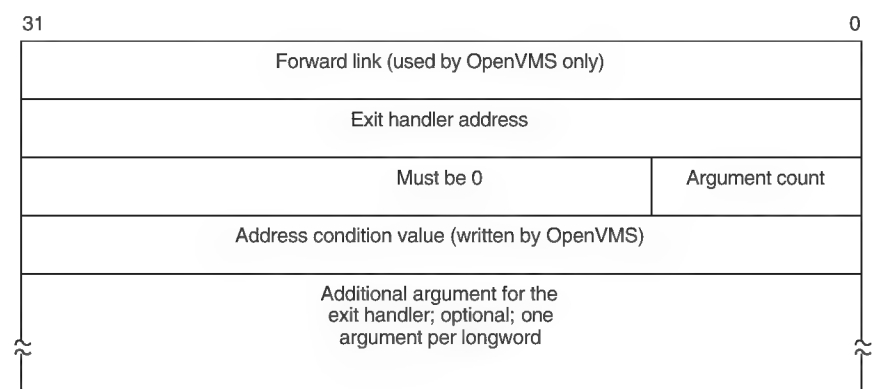 31 0
Forward link (used by OpenVMS only)
Exit handler address
Must be 0 Argument count
Address condition value (written by OpenVMS)
Additional argument for the
exit handler; optional; one
argument per longword